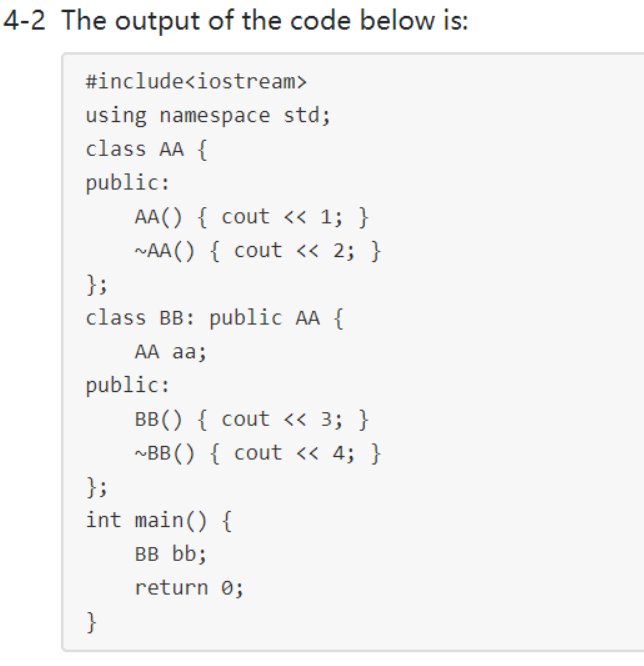 4-2 The output of the code below is:
#include<iostream>
using namespace std;
class AA {
public:
    AA() { cout << 1; }
    ~AA() { cout << 2; }
};
class BB: public AA {
    AA aa;
public:
    BB() { cout << 3; }
    ~BB() { cout << 4; }
};
int main() {
    BB bb;
    return 0;
}